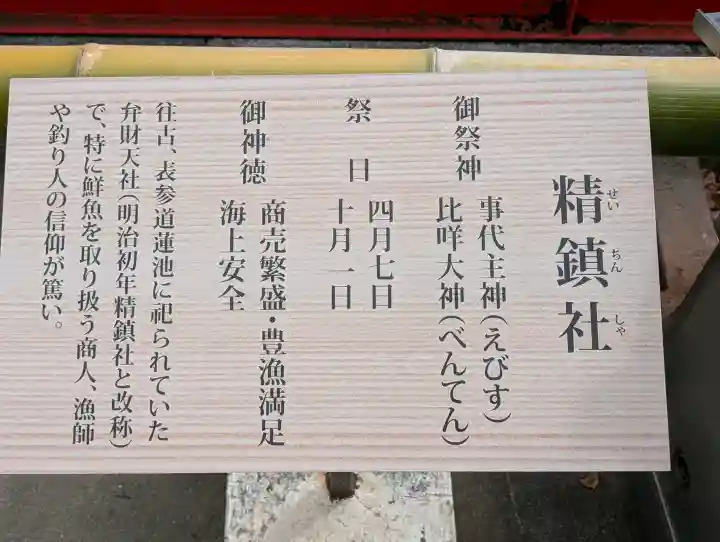 精鎮社
せいちんしゃ
御祭神
事代主神(えびす)
比咩大神(べんてん)
祭日
四月七日
十月一日
御神徳
商売繁盛・豊漁満足
海上安全
往古、表参道蓮池に祀られていた
弁財天社(明治初年精鎮社と改称)
で、特に鮮魚を取り扱う商人、漁師
や釣り人の信仰が篤い。